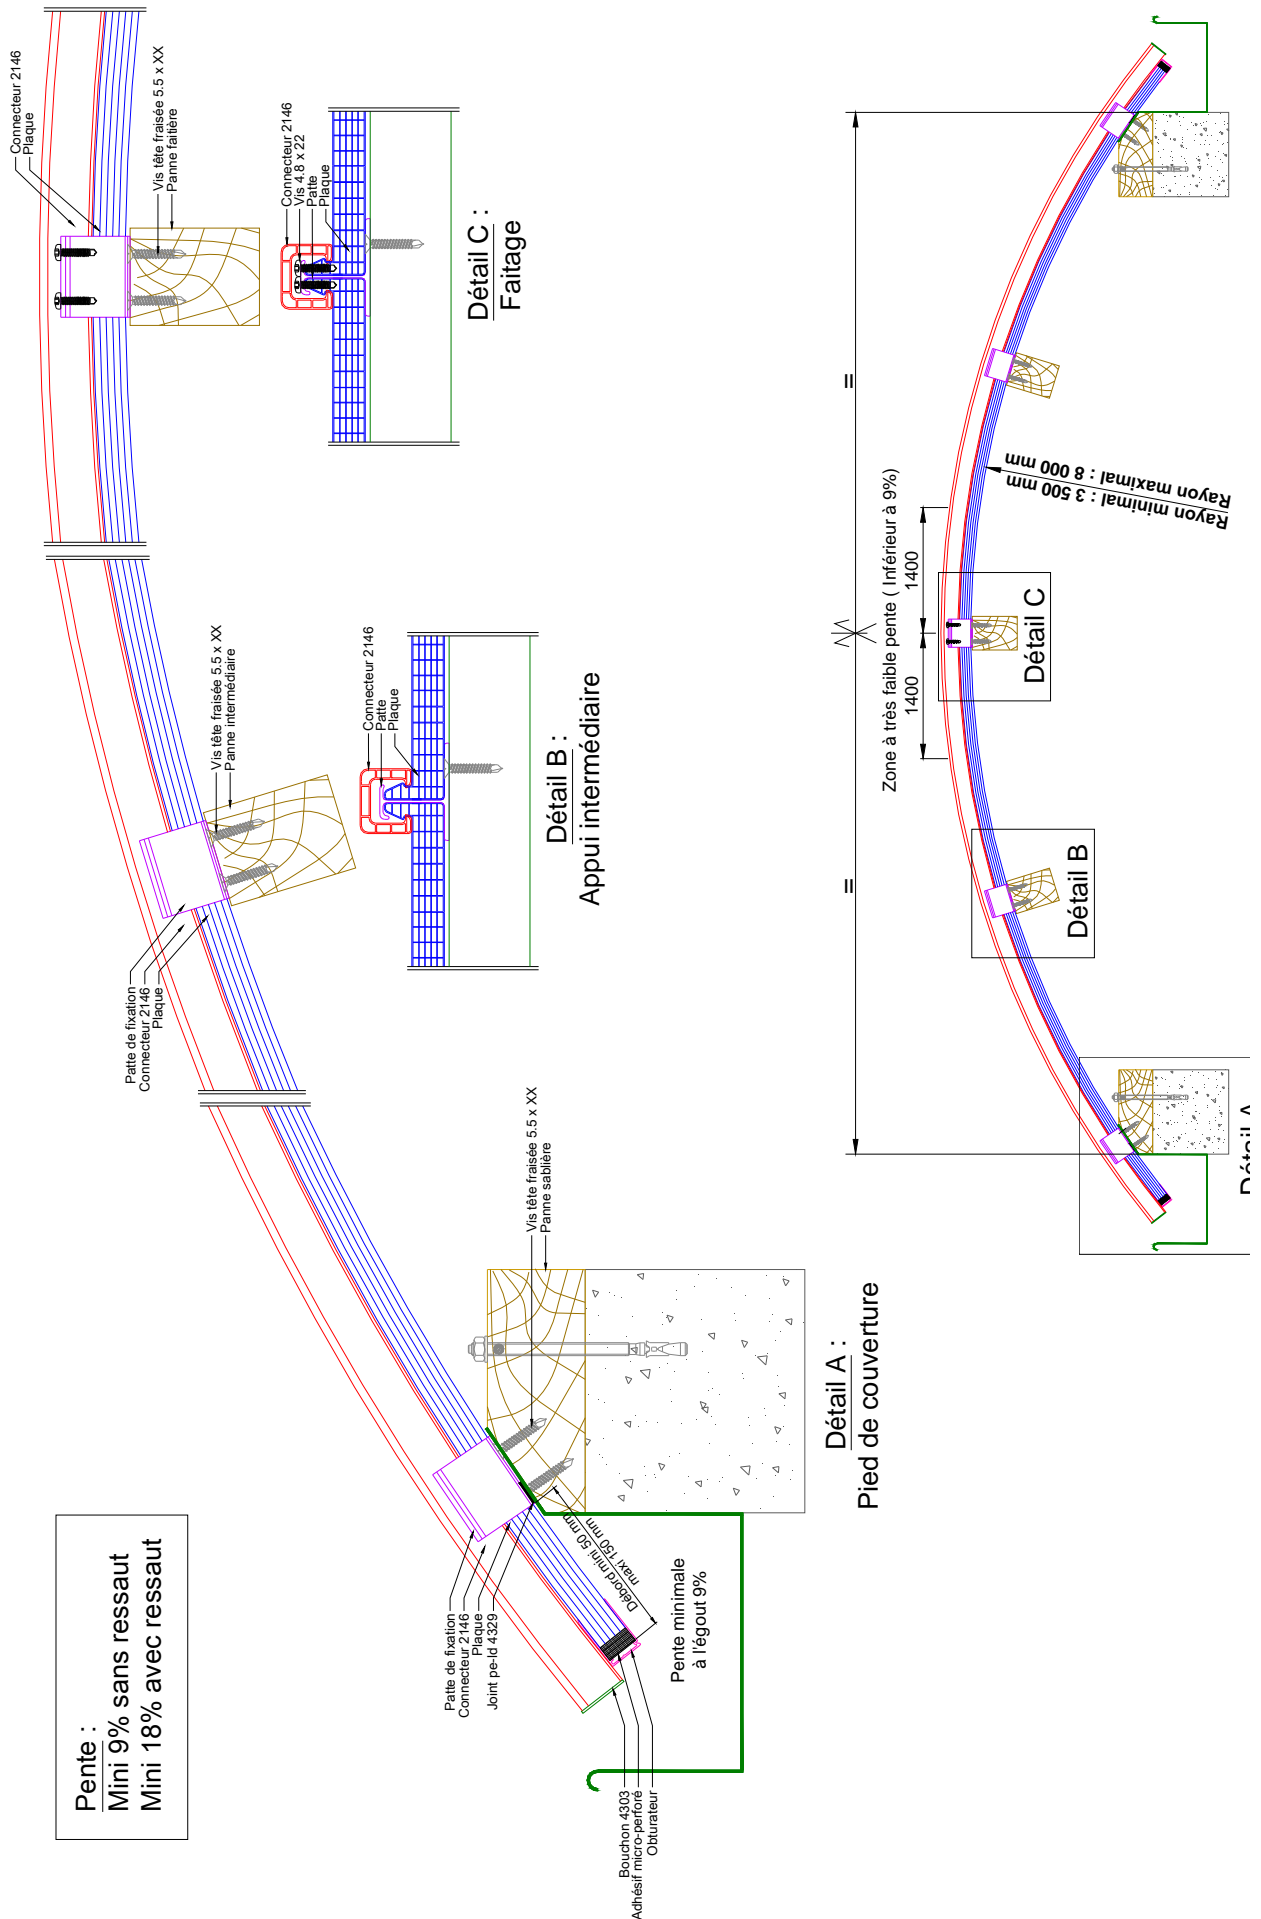 Pente :
Mini 9% sans ressaut
Mini 18% avec ressaut
Connecteur 2146
Plaque
Vis tête fraisée 5.5 x XX
Panne faitière
Connecteur 2146
Vis 4.8 x 22
Patte
Plaque
Détail C :
Faitage
Patte de fixation
Connecteur 2146
Plaque
Vis tête fraisée 5.5 x XX
Panne intermédiaire
Connecteur 2146
Patte
Plaque
Détail B :
Appui intermédiaire
Patte de fixation
Connecteur 2146
Plaque
Joint pe-ld 4329
Vis tête fraisée 5.5 x XX
Panne sablière
Débord mini 50 mm
maxi 150 mm
Pente minimale
à l'égout 9%
Bouchon 4303
Adhésif micro-perforé
Obturateur
Détail A :
Pied de couverture
=
=
Zone à très faible pente ( Inférieur à 9%)
1400
1400
Rayon minimal : 3 500 mm
Rayon maximal : 8 000 mm
Détail C
Détail B
Détail A